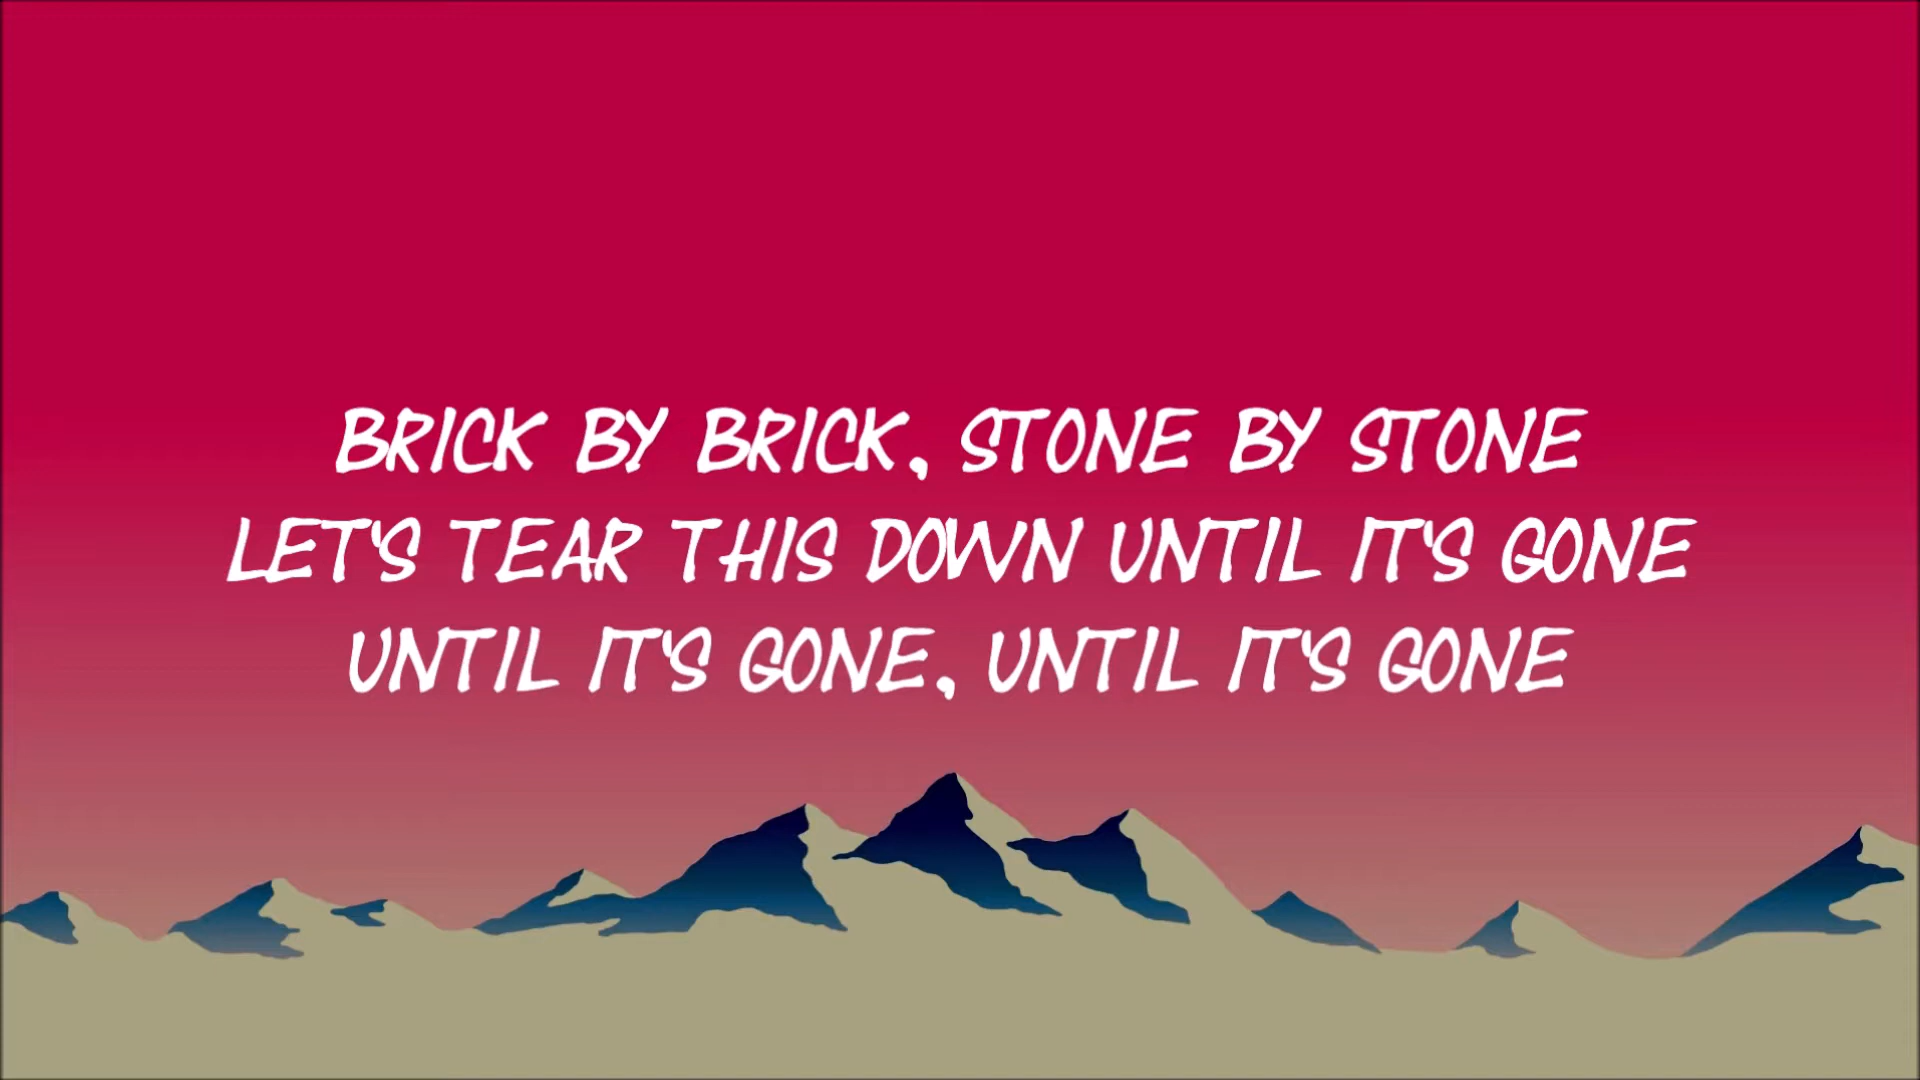 BRICK BY BRICK, STONE BY STONE
LET'S TEAR THIS DOWN UNTIL IT'S GONE
UNTIL IT'S GONE, UNTIL IT'S GONE